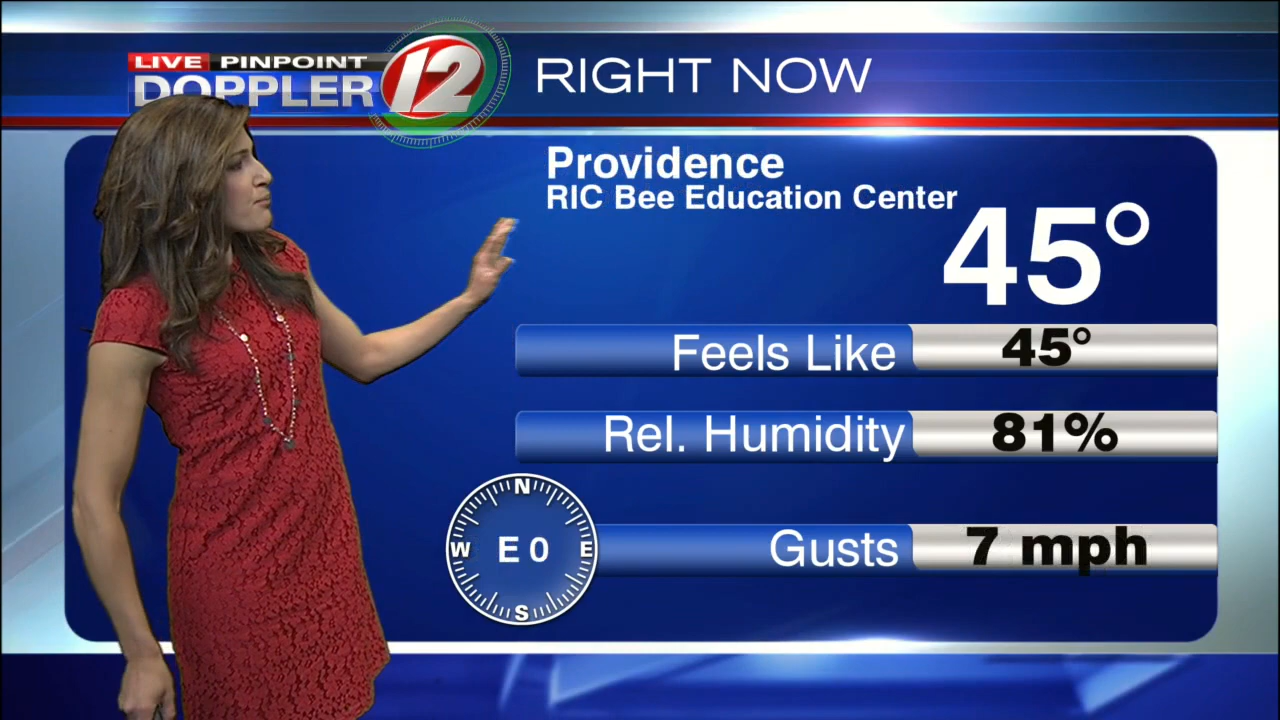 LIVE PINPOINT
DOPPLER 12
RIGHT NOW
Providence
RIC Bee Education Center
45°
Feels Like 45°
Rel. Humidity 81%
N
W E 0 E
S
Gusts 7 mph